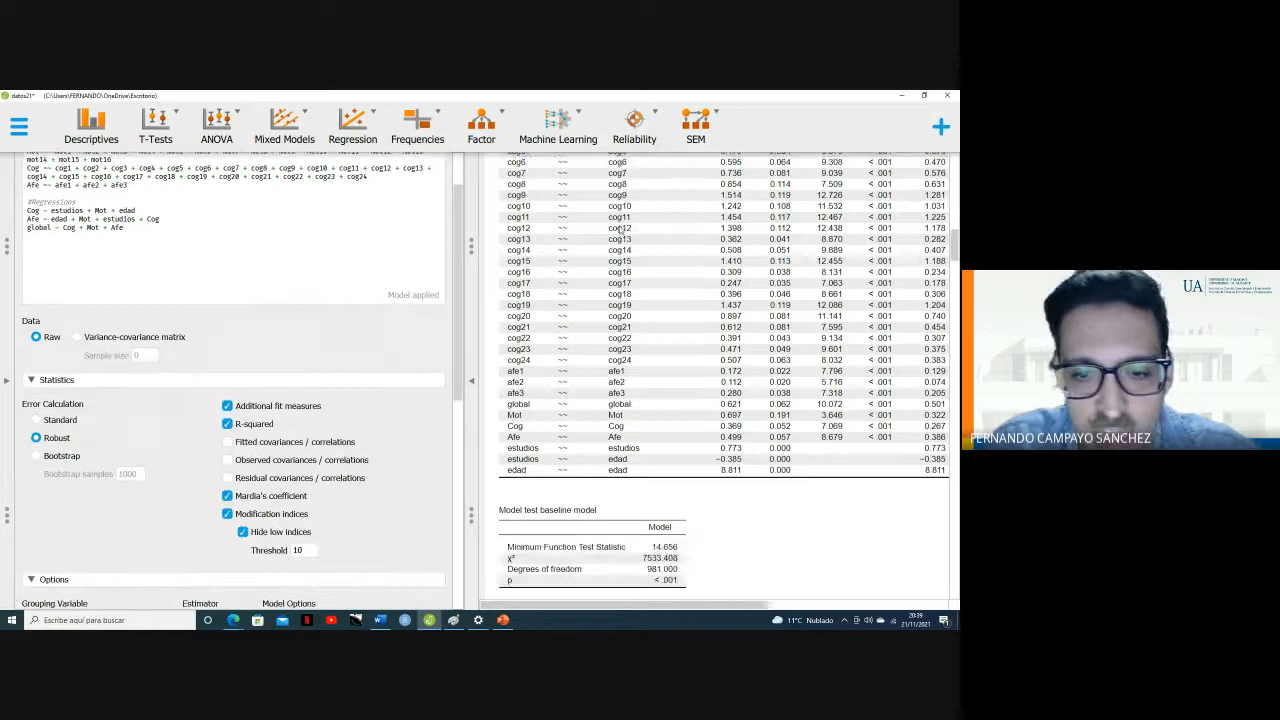 datos21* (C:\Users\FERNANDO\OneDrive\Escritorio)
Descriptives T-Tests ANOVA Mixed Models Regression Frequencies Factor Machine Learning Reliability SEM
mot14 + mot15 + mot16
Cog =~ cog1 + cog2 + cog3 + cog4 + cog5 + cog6 + cog7 + cog8 + cog9 + cog10 + cog11 + cog12 + cog13 +
cog14 + cog15 + cog16 + cog17 + cog18 + cog19 + cog20 + cog21 + cog22 + cog23 + cog24
Afe =~ afe1 + afe2 + afe3
#Regressions
Cog ~ estudios + Mot + edad
Afe ~ edad + Mot + estudios + Cog
global ~ Cog + Mot + Afe
Model applied
Data
Raw Variance-covariance matrix
Sample size 0
Statistics
Error Calculation
Standard
Robust
Bootstrap
Bootstrap samples 1000
Additional fit measures
R-squared
Fitted covariances / correlations
Observed covariances / correlations
Residual covariances / correlations
Mardia's coefficient
Modification indices
Hide low indices
Threshold 10
Options
Grouping Variable Estimator Model Options
cog6 ~~ cog6 0.595 0.064 9.308 < .001 0.470
cog7 ~~ cog7 0.736 0.081 9.039 < .001 0.576
cog8 ~~ cog8 0.854 0.114 7.509 < .001 0.631
cog9 ~~ cog9 1.514 0.119 12.726 < .001 1.281
cog10 ~~ cog10 1.242 0.108 11.532 < .001 1.031
cog11 ~~ cog11 1.454 0.117 12.467 < .001 1.225
cog12 ~~ cog12 1.398 0.112 12.438 < .001 1.178
cog13 ~~ cog13 0.362 0.041 8.870 < .001 0.282
cog14 ~~ cog14 0.508 0.051 9.889 < .001 0.407
cog15 ~~ cog15 1.410 0.113 12.455 < .001 1.188
cog16 ~~ cog16 0.309 0.038 8.131 < .001 0.234
cog17 ~~ cog17 0.247 0.035 7.063 < .001 0.178
cog18 ~~ cog18 0.396 0.046 8.661 < .001 0.306
cog19 ~~ cog19 1.437 0.119 12.086 < .001 1.204
cog20 ~~ cog20 0.897 0.081 11.141 < .001 0.740
cog21 ~~ cog21 0.612 0.081 7.595 < .001 0.454
cog22 ~~ cog22 0.391 0.043 9.134 < .001 0.307
cog23 ~~ cog23 0.471 0.049 9.601 < .001 0.375
cog24 ~~ cog24 0.507 0.063 8.032 < .001 0.383
afe1 ~~ afe1 0.172 0.022 7.796 < .001 0.129
afe2 ~~ afe2 0.112 0.020 5.716 < .001 0.074
afe3 ~~ afe3 0.280 0.038 7.318 < .001 0.205
global ~~ global 0.621 0.062 10.072 < .001 0.501
Mot ~~ Mot 0.697 0.191 3.646 < .001 0.322
Cog ~~ Cog 0.369 0.052 7.069 < .001 0.267
Afe ~~ Afe 0.499 0.057 8.679 < .001 0.386
estudios ~~ estudios 0.773 0.000 0.773
estudios ~~ edad −0.385 0.000 −0.385
edad ~~ edad 8.811 0.000 8.811
Model test baseline model
Model
Minimum Function Test Statistic 14.656
χ² 7533.408
Degrees of freedom 981.000
p < .001
Escribe aquí para buscar
11°C Nublado
20:39
21/11/2021
UA
FERNANDO CAMPAYO SANCHEZ